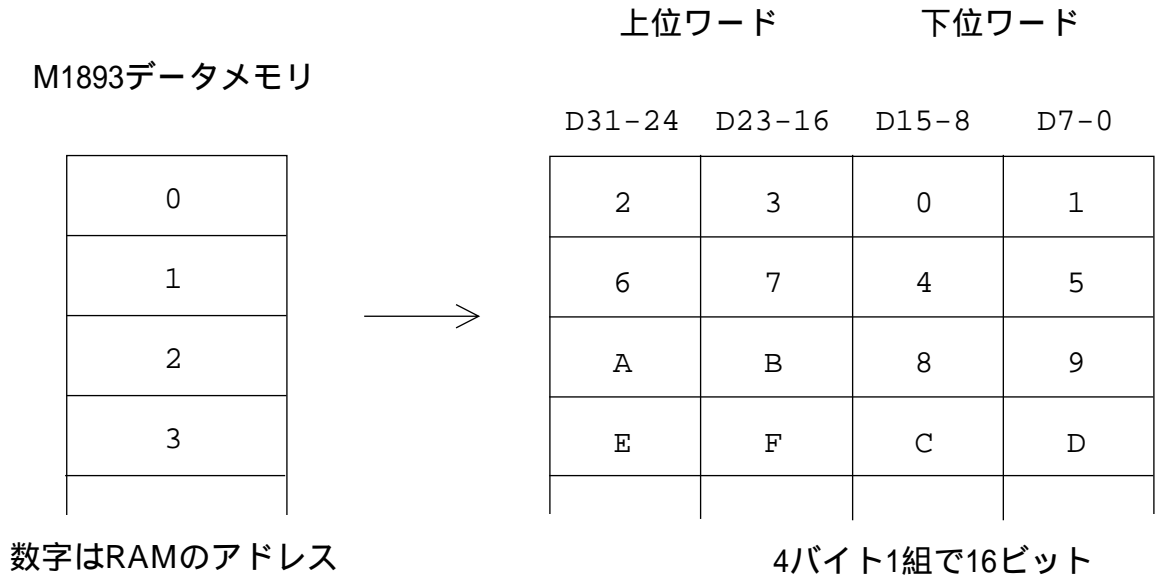 上位ワード 下位ワード
M1893データメモリ
D31-24 D23-16 D15-8 D7-0
0
2 3 0 1
1
6 7 4 5
2
A B 8 9
3
E F C D
数字はRAMのアドレス
4バイト1組で16ビット